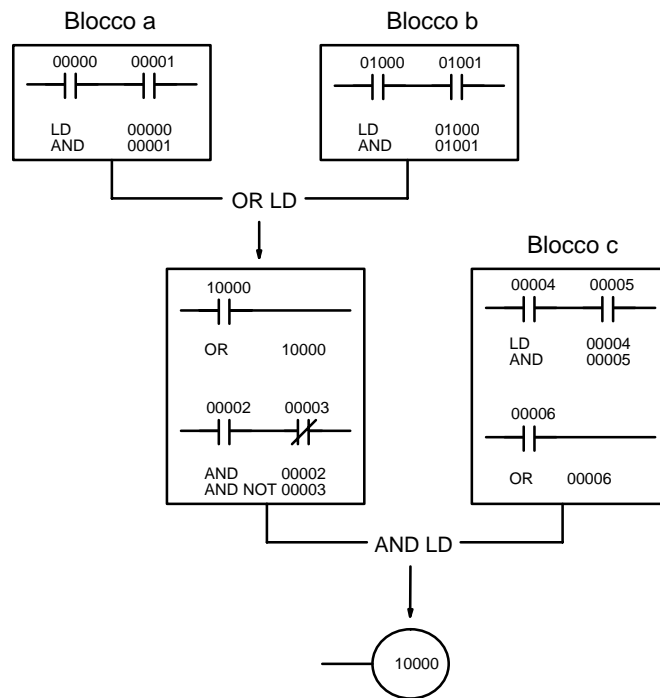 Blocco a
Blocco b
00000 00001
LD 00000
AND 00001
01000 01001
LD 01000
AND 01001
OR LD
10000
OR 10000
00002 00003
AND 00002
AND NOT 00003
Blocco c
00004 00005
LD 00004
AND 00005
00006
OR 00006
AND LD
10000